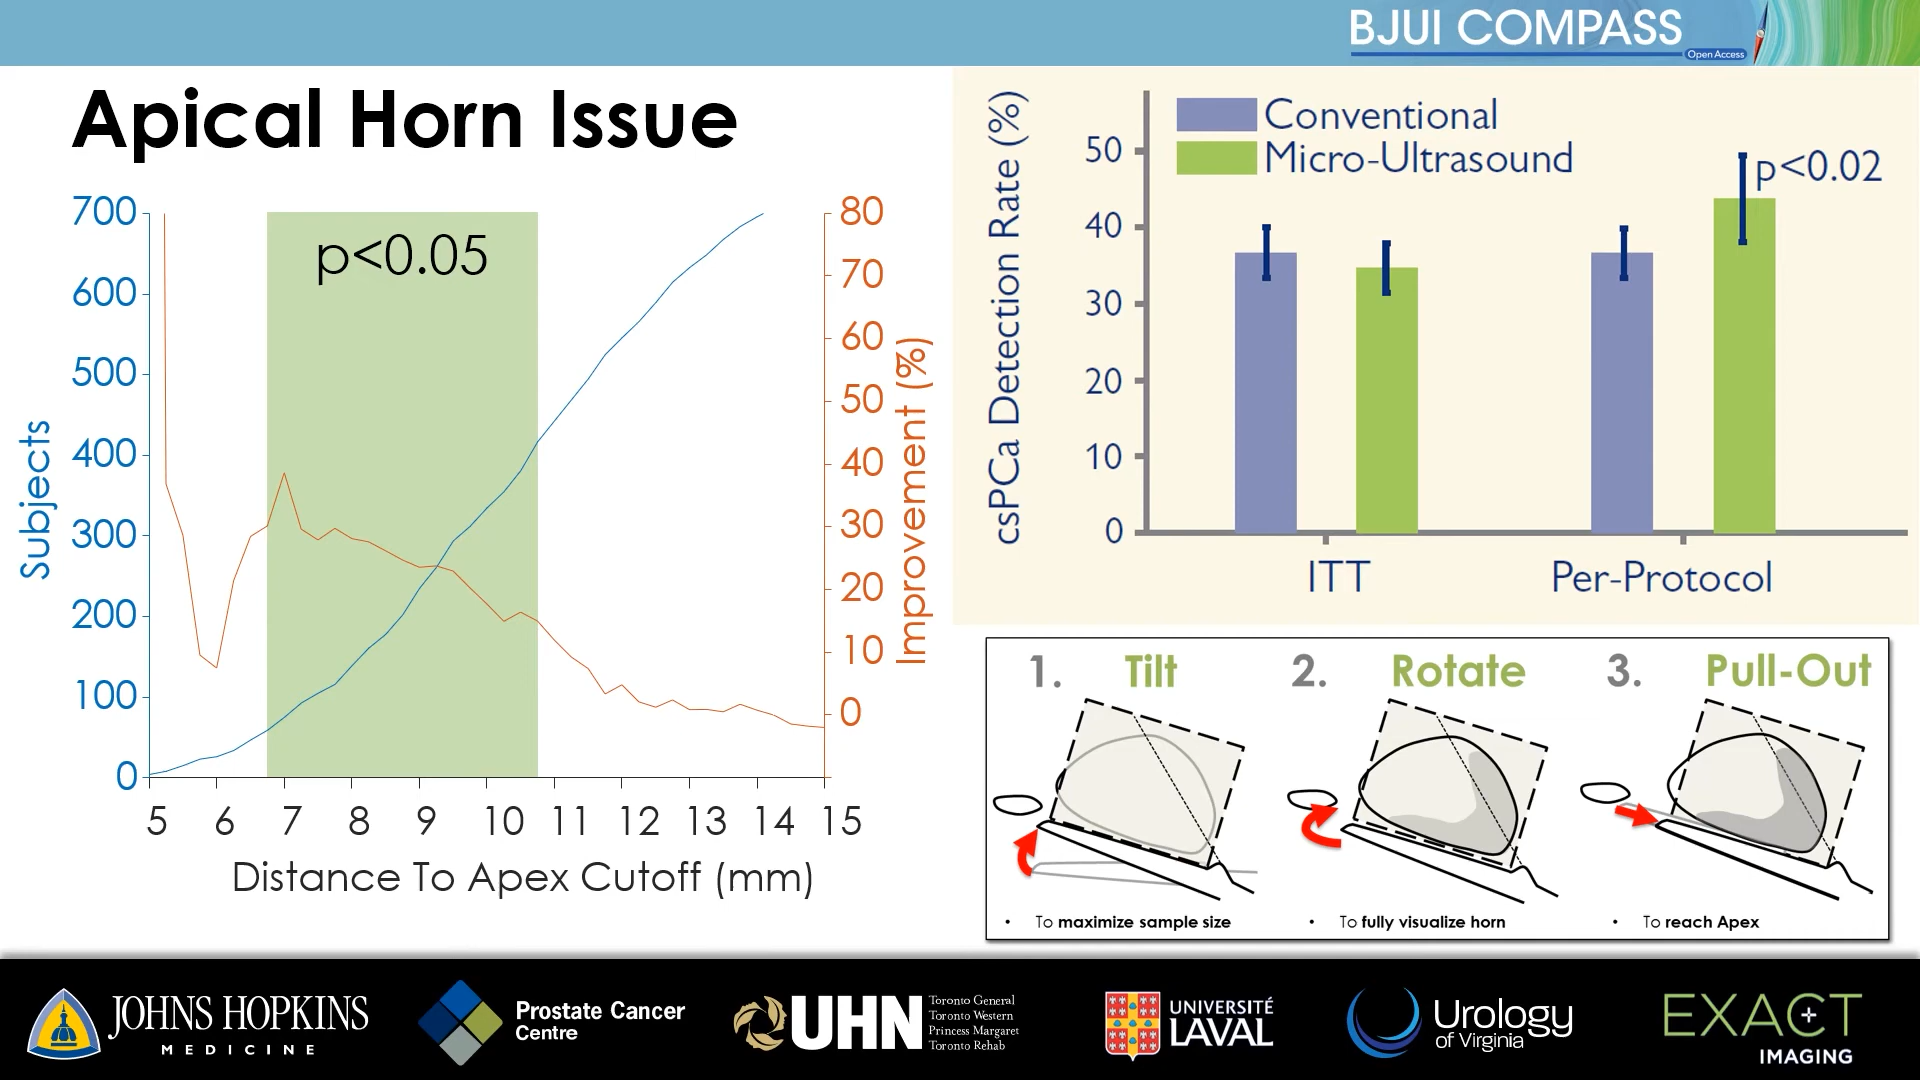 BJUI COMPASS
Open Access
Apical Horn Issue
700
600
500
400
300
200
100
0
Subjects
p<0.05
80
70
60
50
40
30
20
10
0
Improvement (%)
5 6 7 8 9 10 11 12 13 14 15
Distance To Apex Cutoff (mm)
csPCa Detection Rate (%)
50
40
30
20
10
0
Conventional
Micro-Ultrasound
p<0.02
ITT
Per-Protocol
1. Tilt
• To maximize sample size
2. Rotate
• To fully visualize horn
3. Pull-Out
• To reach Apex
JOHNS HOPKINS
MEDICINE
Prostate Cancer
Centre
UHN
Toronto General
Toronto Western
Princess Margaret
Toronto Rehab
UNIVERSITÉ
LAVAL
Urology
of Virginia
EXACT
IMAGING